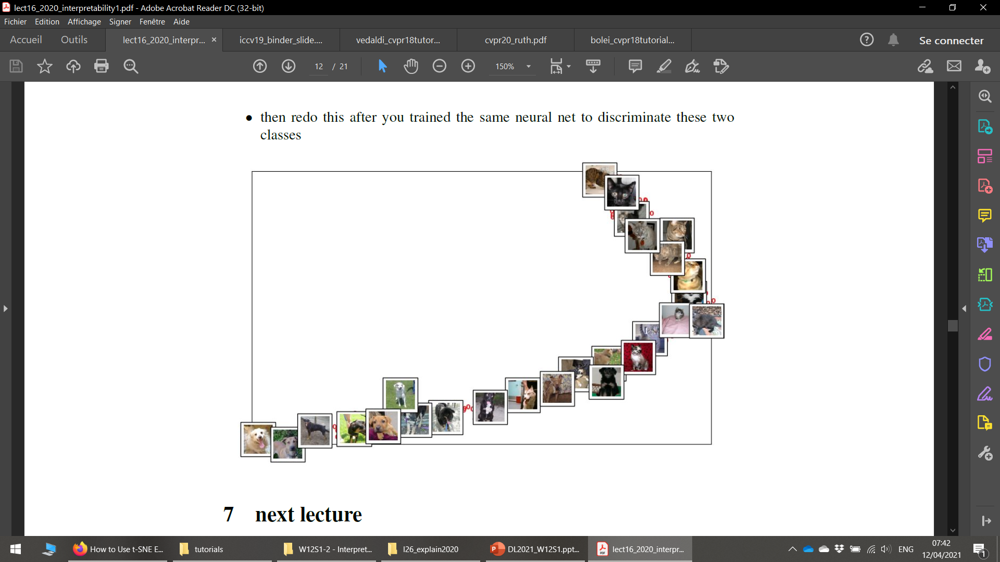 lect16_2020_interpretability1.pdf - Adobe Acrobat Reader DC (32-bit)
Fichier Edition Affichage Signer Fenêtre Aide
Accueil Outils lect16_2020_interpr... × iccv19_binder_slide.... vedaldi_cvpr18tutor... cvpr20_ruth.pdf bolei_cvpr18tutorial... Se connecter
12 / 21 150%
• then redo this after you trained the same neural net to discriminate these two
classes
7 next lecture
How to Use t-SNE E... tutorials W12S1-2 - Interpret... l26_explain2020 DL2021_W12S1.ppt... lect16_2020_interpr... ENG
07:42
12/04/2021
1